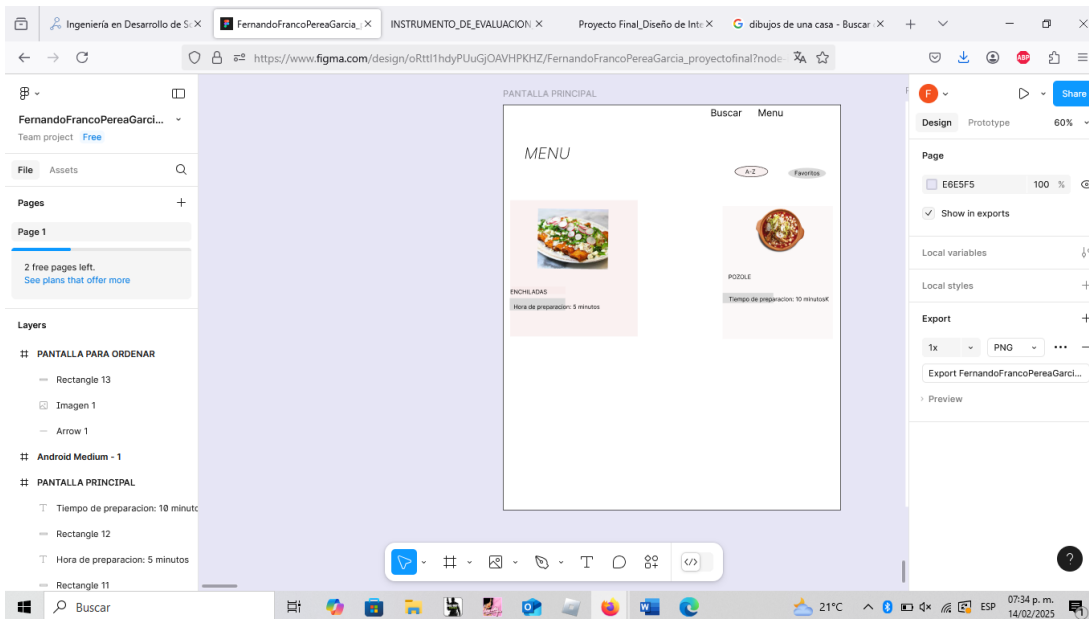 Ingeniería en Desarrollo de So
FernandoFrancoPereaGarcia_
INSTRUMENTO_DE_EVALUACION
Proyecto Final_Diseño de Inte
dibujos de una casa - Buscar
https://www.figma.com/design/oRttI1hdyPUuGjOAVHPKHZ/FernandoFrancoPereaGarcia_proyectofinal?node-
ABP
FernandoFrancoPereaGarci...
Team project Free
File Assets
Pages
Page 1
2 free pages left.
See plans that offer more
Layers
PANTALLA PARA ORDENAR
Rectangle 13
Imagen 1
Arrow 1
Android Medium - 1
PANTALLA PRINCIPAL
Tiempo de preparacion: 10 minuto
Rectangle 12
Hora de preparacion: 5 minutos
Rectangle 11
PANTALLA PRINCIPAL
Buscar Menu
MENU
A-Z Favoritos
ENCHILADAS
Hora de preparacion: 5 minutos
POZOLE
Tiempo de preparacion: 10 minutosK
F
Share
Design Prototype 60%
Page
E6E5F5 100 %
Show in exports
Local variables
Local styles
Export
1x PNG
Export FernandoFrancoPereaGarci...
Preview
?
Buscar
21°C
ESP
07:34 p. m.
14/02/2025